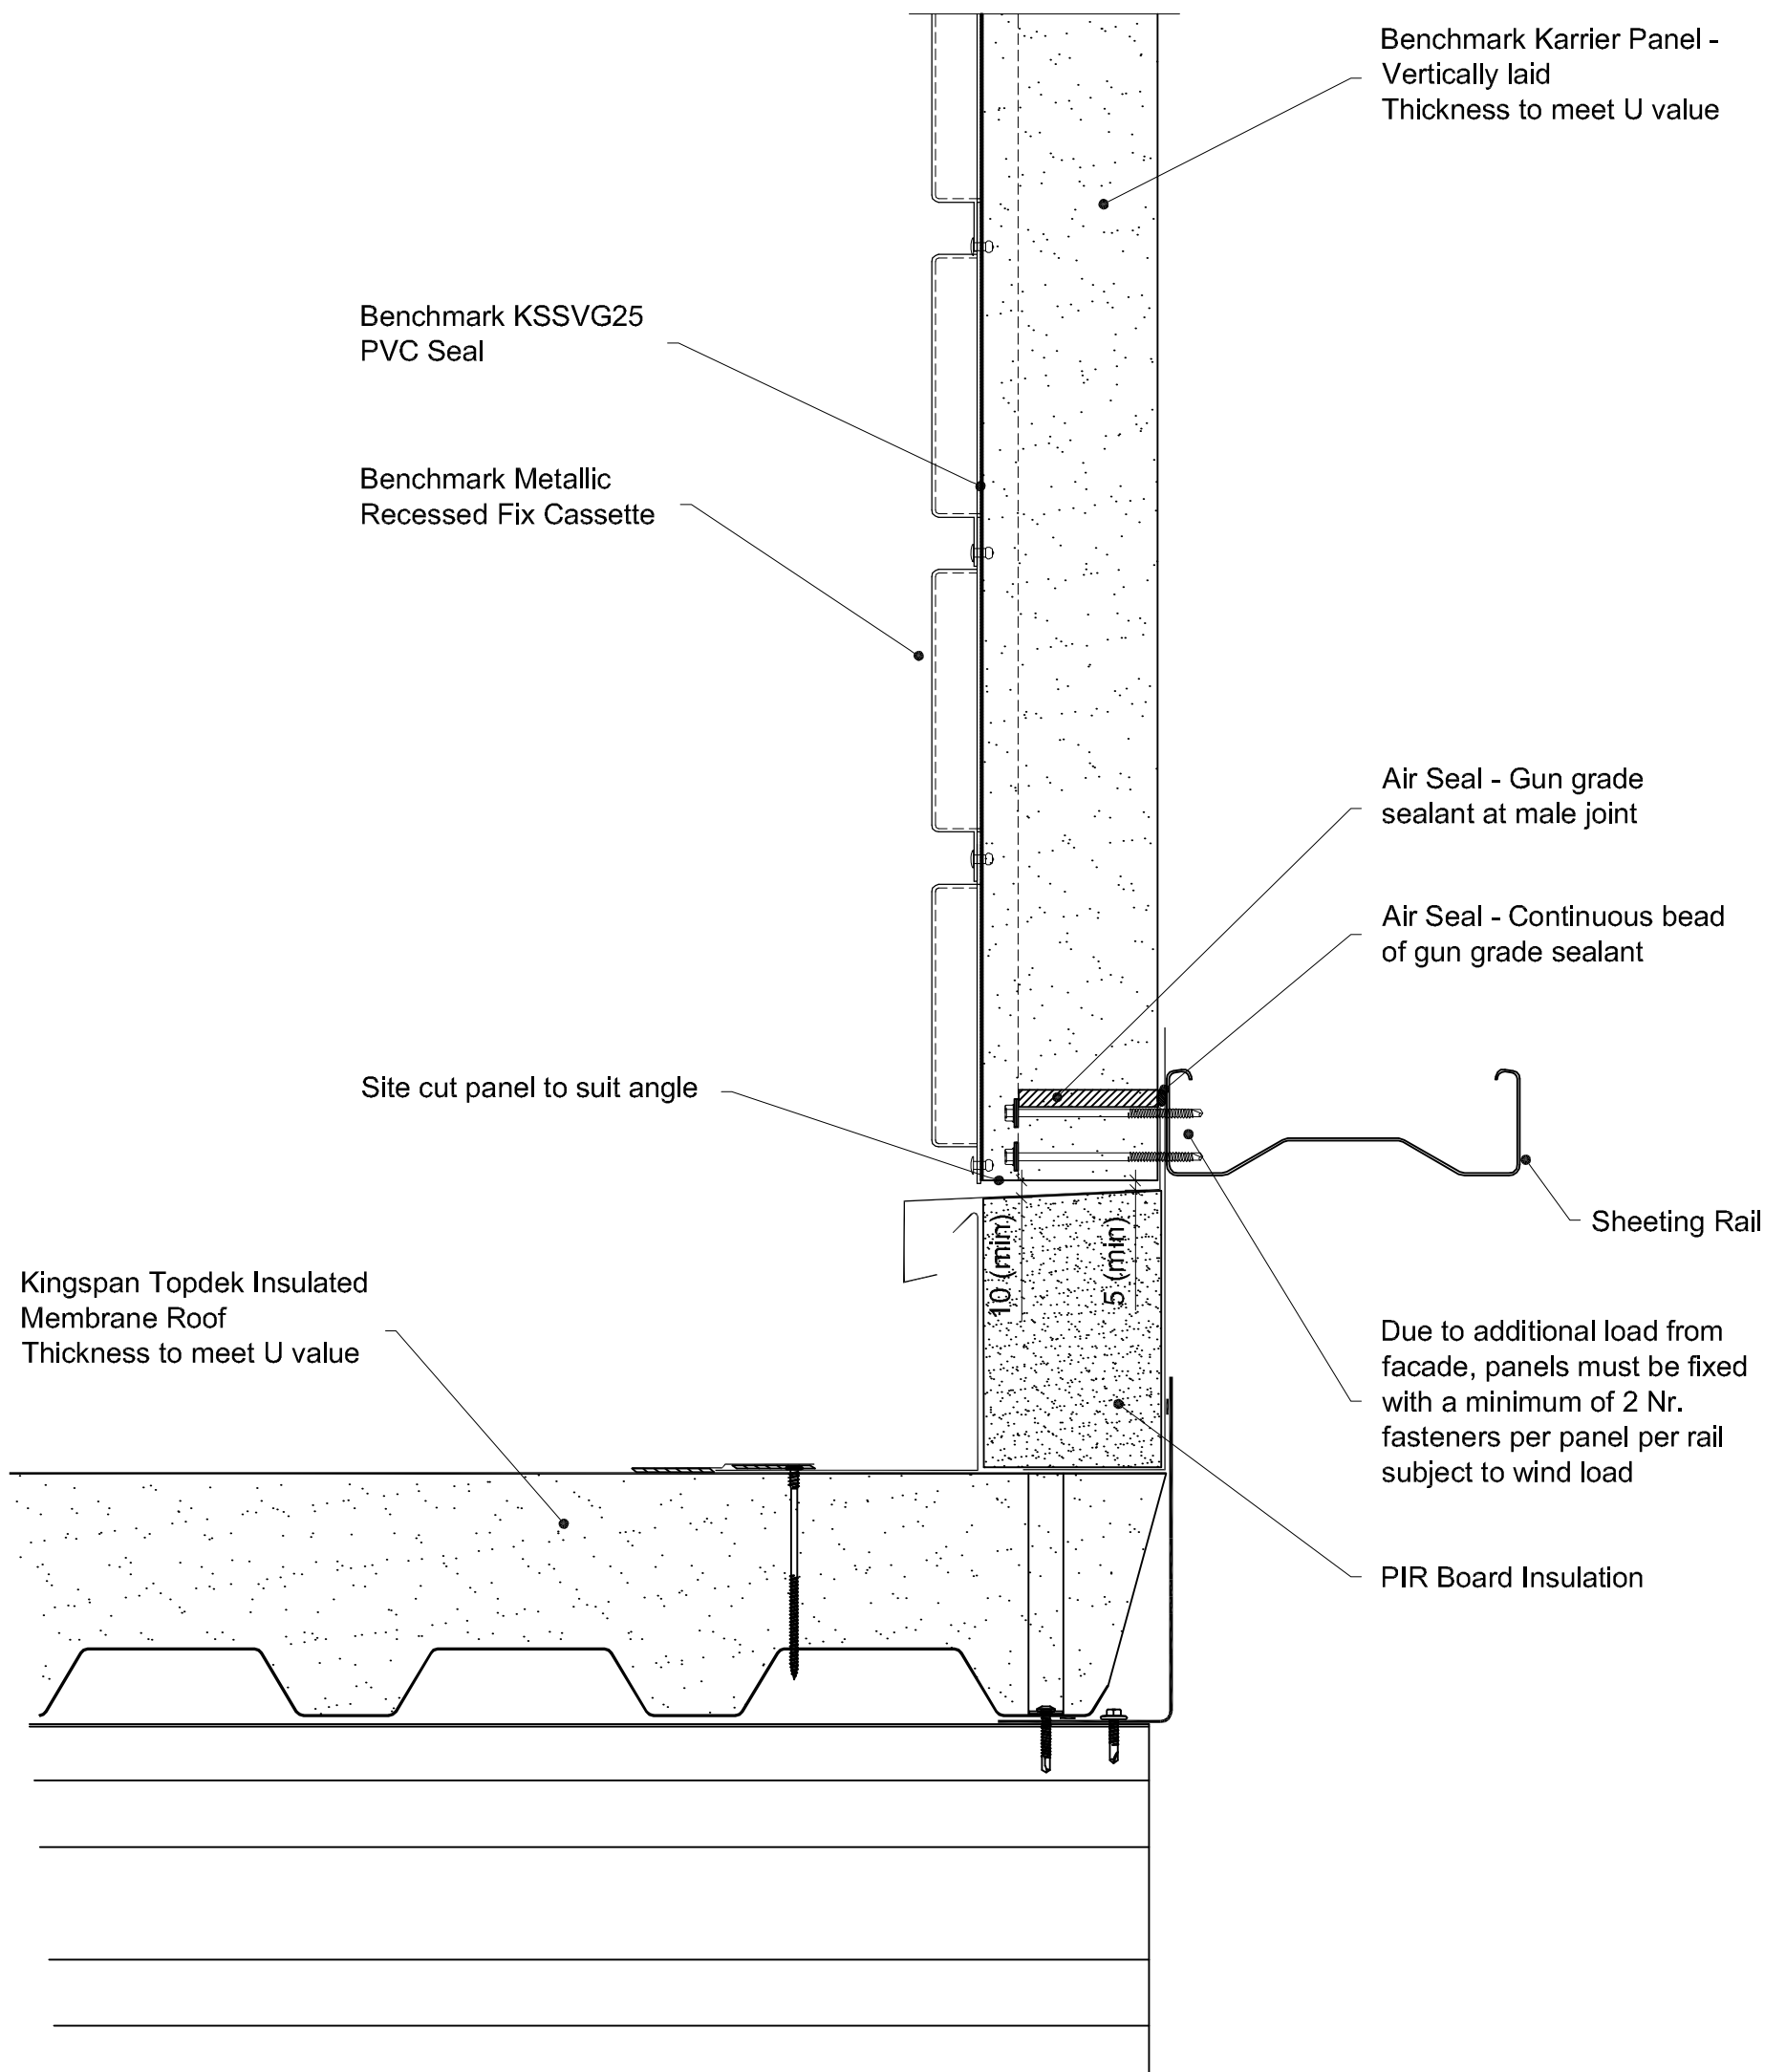 Benchmark Karrier Panel -
Vertically laid
Thickness to meet U value
Benchmark KSSVG25
PVC Seal
Benchmark Metallic
Recessed Fix Cassette
Air Seal - Gun grade
sealant at male joint
Air Seal - Continuous bead
of gun grade sealant
Site cut panel to suit angle
Sheeting Rail
10 (min)
5 (min)
Kingspan Topdek Insulated
Membrane Roof
Thickness to meet U value
Due to additional load from
facade, panels must be fixed
with a minimum of 2 Nr.
fasteners per panel per rail
subject to wind load
PIR Board Insulation